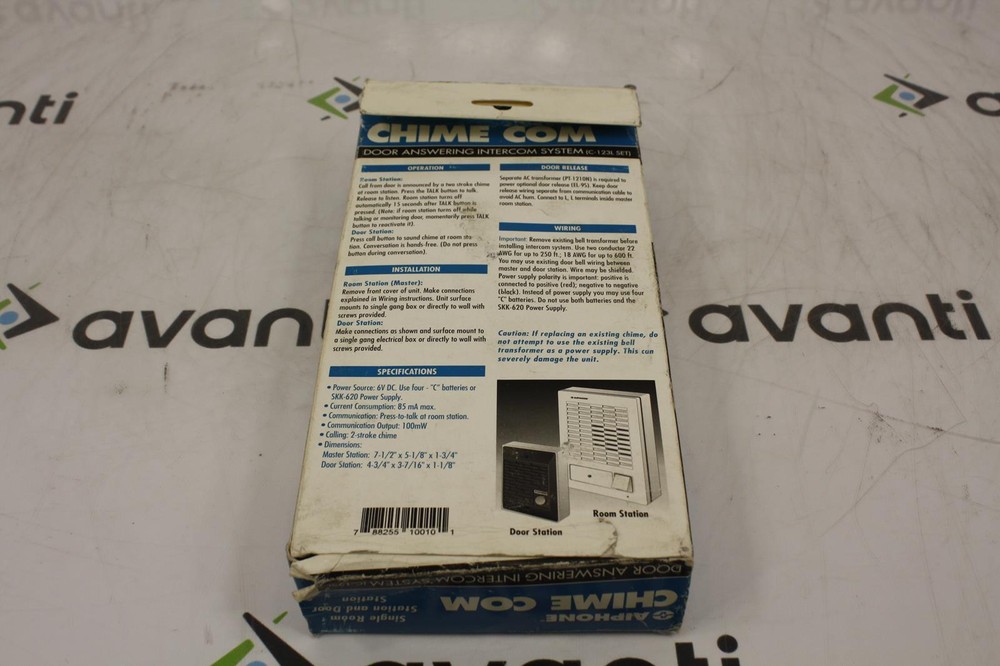 CHIME COM
DOOR ANSWERING INTERCOM SYSTEM (C-123L SET)
OPERATION
Room Station:
Call from door is announced by a two stroke chime
at room station. Press the TALK button to talk.
Release to listen. Room station turns off
automatically 15 seconds after TALK button is
pressed. (Note: if room station turns off while
talking or monitoring door, momentarily press TALK
button to reactivate it).
Door Station:
Press call button to sound chime at room sta-
tion. Conversation is hands-free. (Do not press
button during conversation).
INSTALLATION
Room Station (Master):
Remove front cover of unit. Make connections
explained in Wiring instructions. Unit surface
mounts to single gang box or directly to wall with
screws provided.
Door Station:
Make connections as shown and surface mount to
a single gang electrical box or directly to wall with
screws provided.
SPECIFICATIONS
• Power Source: 6V DC. Use four - "C" batteries or
SKK-620 Power Supply.
• Current Consumption: 85 mA max.
• Communication: Press-to-talk at room station.
• Communication Output: 100mW
• Calling: 2-stroke chime
• Dimensions:
Master Station: 7-1/2" x 5-1/8" x 1-3/4"
Door Station: 4-3/4" x 3-7/16" x 1-1/8"
7 88255 10010 1
DOOR RELEASE
Separate AC transformer (PT-1210N) is required to
power optional door release (EL-9S). Keep door
release wiring separate from communication cable to
avoid AC hum. Connect to L, L terminals inside master
room station.
WIRING
Important: Remove existing bell transformer before
installing intercom system. Use two conductor 22
AWG for up to 250 ft.; 18 AWG for up to 600 ft.
You may use existing door bell wiring between
master and door station. Wire may be shielded.
Power supply polarity is important: positive is
connected to positive (red); negative to negative
(black). Instead of power supply you may use four
"C" batteries. Do not use both batteries and the
SKK-620 Power Supply.
Caution: If replacing an existing chime, do
not attempt to use the existing bell
transformer as a power supply. This can
severely damage the unit.
Room Station
Door Station
DOOR ANSWERING INTERCOM SYSTEM
AIPHONE
CHIME COM
Single Room
Station and Door
Station
avanti
avanti
avanti
avanti